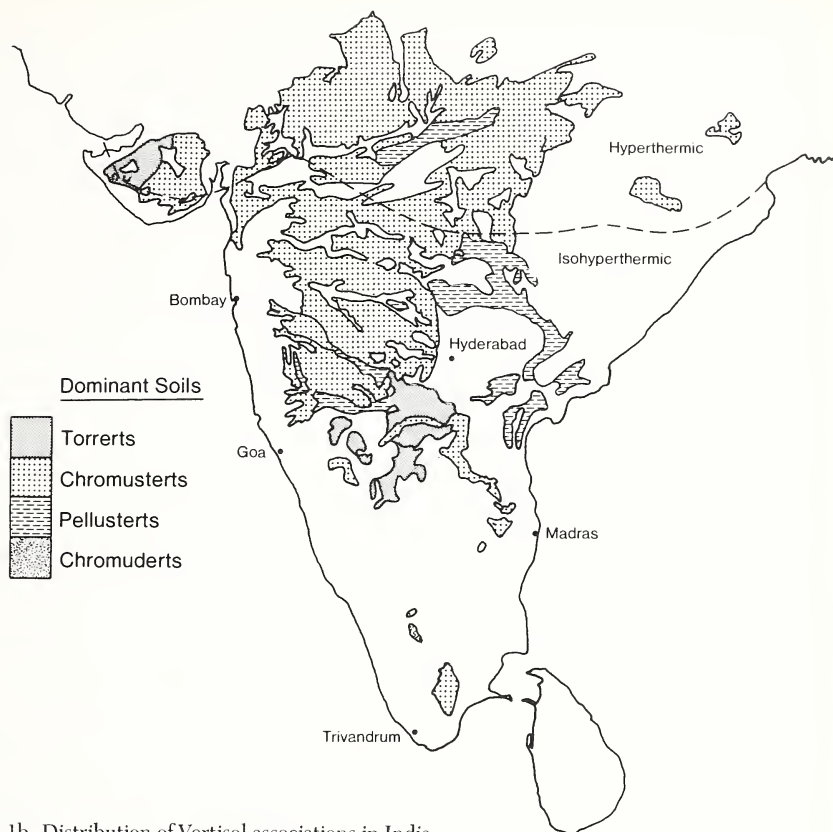 Hyperthermic
Isohyperthermic
Bombay
Hyderabad
Dominant Soils
Torrerts
Chromusterts
Pellusterts
Chromuderts
Goa
Madras
Trivandrum
1b. Distribution of Vertisol associations in India